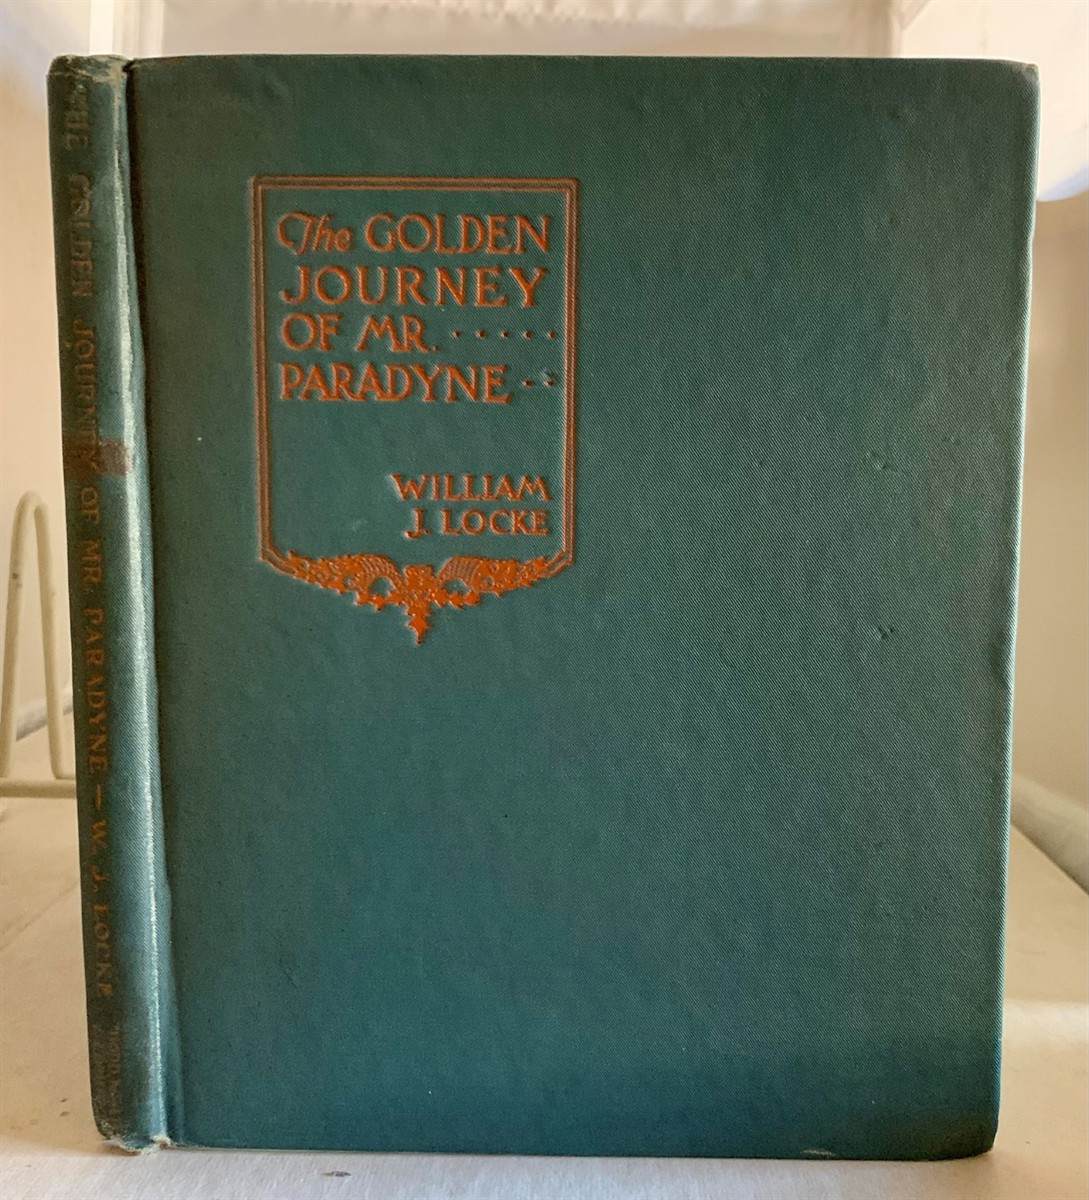 The GOLDEN
JOURNEY
OF MR. . . . . .
PARADYNE . .
WILLIAM
J. LOCKE
THE GOLDEN JOURNEY OF MR. PARADYNE — W. J. LOCKE